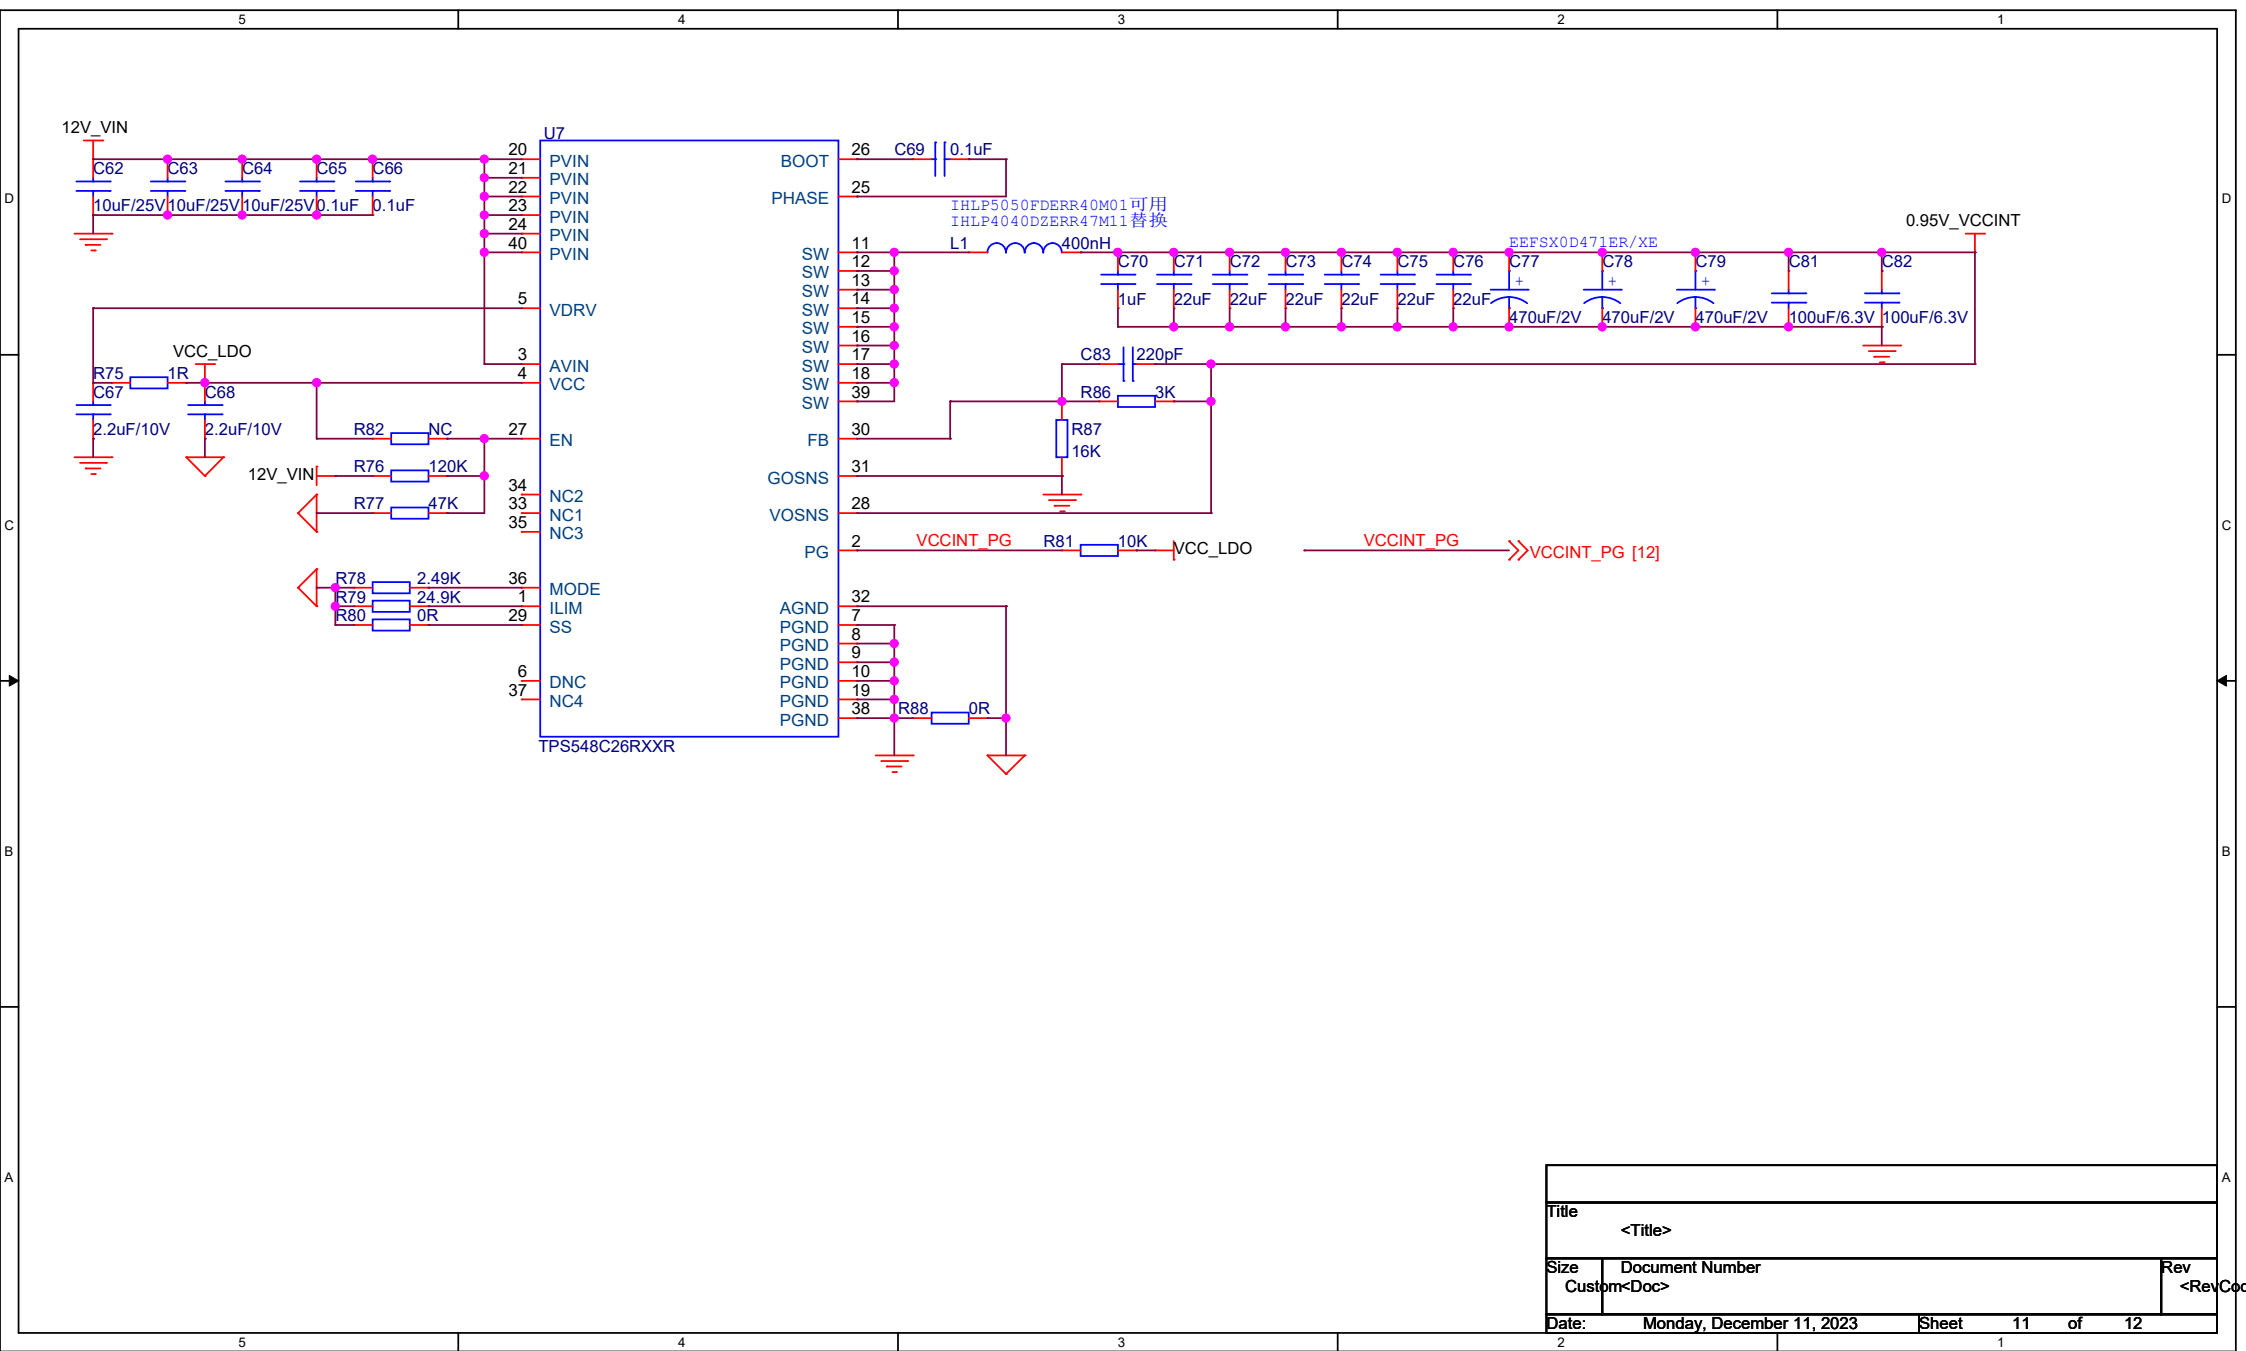 5 4 3 2 1
12V_VIN
U7
20 PVIN BOOT 26 C69 0.1uF
21 PVIN
C62 C63 C64 C65 C66
22 PVIN PHASE 25
10uF/25V 10uF/25V 10uF/25V 0.1uF 0.1uF
23 PVIN
24 PVIN
40 PVIN
D D
IHLP5050FDERR40M01可用
IHLP4040DZERR47M11替换
0.95V_VCCINT
SW 11 L1 400nH
EEFSX0D471ER/XE
SW 12
C70 C71 C72 C73 C74 C75 C76 C77 C78 C79 C81 C82
+ + +
SW 13
1uF 22uF 22uF 22uF 22uF 22uF 22uF 470uF/2V 470uF/2V 470uF/2V 100uF/6.3V 100uF/6.3V
5 VDRV SW 14
SW 15
SW 16
VCC_LDO
3 AVIN SW 17
C83 220pF
R75 1R
4 VCC SW 18
C67 C68
SW 39
R86 3K
2.2uF/10V 2.2uF/10V
R82 NC
27 EN FB 30
R87
16K
12V_VIN R76 120K
GOSNS 31
34 NC2
R77 47K
33 NC1 VOSNS 28
35 NC3
C C
PG 2 VCCINT_PG R81 10K VCC_LDO
VCCINT_PG VCCINT_PG [12]
R78 2.49K 36 MODE
R79 24.9K 1 ILIM AGND 32
R80 0R 29 SS PGND 7
PGND 8
PGND 9
6 DNC PGND 10
37 NC4 PGND 19
PGND 38 R88 0R
TPS548C26RXXR
B B
A A
Title
<Title>
Size Document Number Rev
Custom <Doc> <RevCod
Date: Monday, December 11, 2023 Sheet 11 of 12
5 4 3 2 1